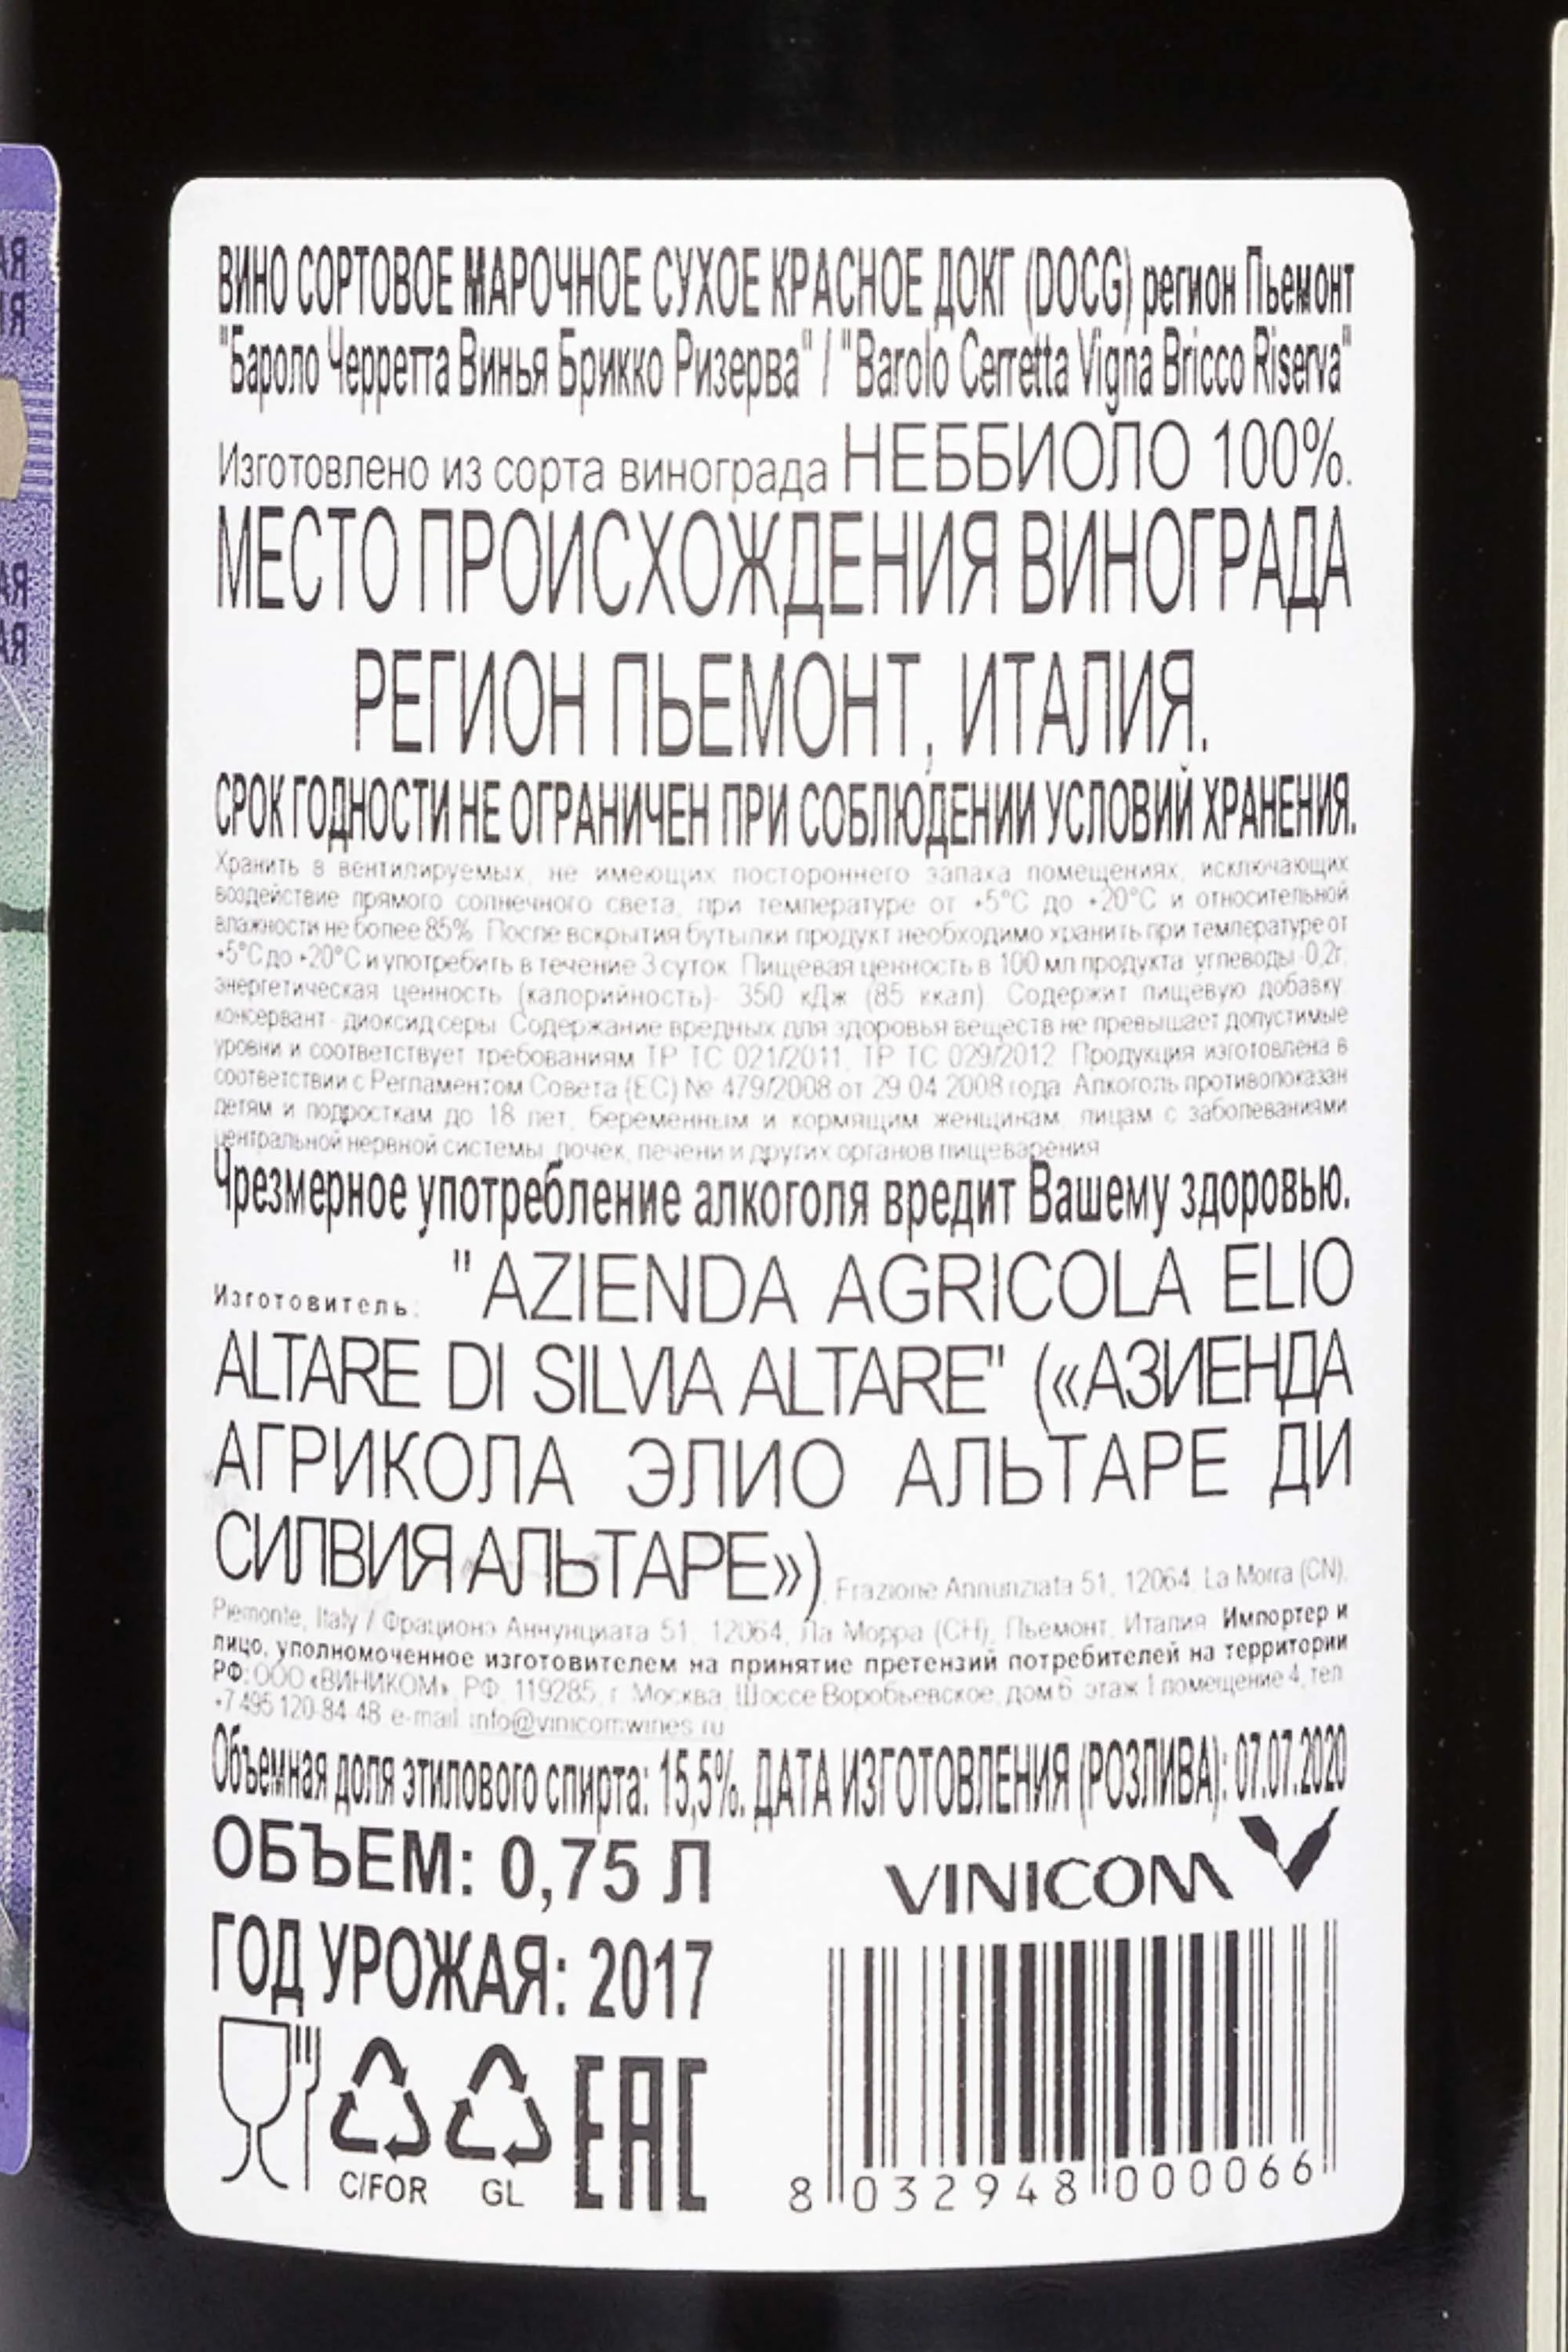 ВИНО СОРТОВОЕ МАРОЧНОЕ СУХОЕ КРАСНОЕ ДОКГ (DOCG) регион Пьемонт
"Бароло Черретта Винья Брикко Ризерва" / "Barolo Cerretta Vigna Bricco Riserva"
Изготовлено из сорта винограда НЕББИОЛО 100%.
МЕСТО ПРОИСХОЖДЕНИЯ ВИНОГРАДА
РЕГИОН ПЬЕМОНТ, ИТАЛИЯ.
СРОК ГОДНОСТИ НЕ ОГРАНИЧЕН ПРИ СОБЛЮДЕНИИ УСЛОВИЙ ХРАНЕНИЯ.
Хранить в вентилируемых, не имеющих постороннего запаха помещениях, исключающих
воздействие прямого солнечного света, при температуре от +5°С до +20°С и относительной
влажности не более 85%. После вскрытия бутылки продукт необходимо хранить при температуре от
+5°С до +20°С и употребить в течение 3 суток. Пищевая ценность в 100 мл продукта: углеводы -0,2г,
энергетическая ценность (калорийность)- 350 кДж (85 ккал). Содержит пищевую добавку
консервант - диоксид серы. Содержание вредных для здоровья веществ не превышает допустимые
уровни и соответствует требованиям ТР ТС 021/2011, ТР ТС 029/2012. Продукция изготовлена в
соответствии с Регламентом Совета (ЕС) № 479/2008 от 29.04.2008 года. Алкоголь противопоказан
детям и подросткам до 18 лет, беременным и кормящим женщинам, лицам с заболеваниями
центральной нервной системы, почек, печени и других органов пищеварения.
Чрезмерное употребление алкоголя вредит Вашему здоровью.
Изготовитель: "AZIENDA AGRICOLA ELIO
ALTARE DI SILVIA ALTARE" («АЗИЕНДА
АГРИКОЛА ЭЛИО АЛЬТАРЕ ДИ
СИЛВИЯ АЛЬТАРЕ»), Frazione Annunziata 51, 12064, La Morra (CN),
Piemonte, Italy / Фрационэ Аннунциата 51, 12064, Ла Морра (СН), Пьемонт, Италия. Импортер и
лицо, уполномоченное изготовителем на принятие претензий потребителей на территории
РФ: ООО «ВИНИКОМ», РФ, 119285, г. Москва, Шоссе Воробьевское, дом 6, этаж 1 помещение 4, тел.
+7 495 120-84-48, e-mail: info@vinicomwines.ru
Объемная доля этилового спирта: 15,5%. ДАТА ИЗГОТОВЛЕНИЯ (РОЗЛИВА): 07.07.2020
ОБЪЕМ: 0,75 Л
VINICOM
ГОД УРОЖАЯ: 2017
C/FOR GL EAC
8 032948 000066